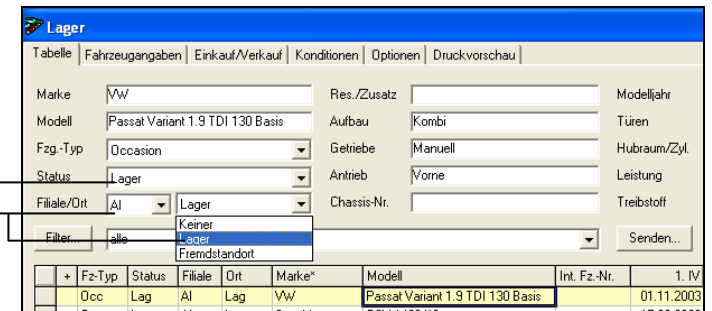 Lager
Tabelle Fahrzeugangaben Einkauf/Verkauf Konditionen Optionen Druckvorschau
Marke VW Res./Zusatz Modelljahr
Modell Passat Variant 1.9 TDI 130 Basis Aufbau Kombi Türen
Fzg.-Typ Occasion Getriebe Manuell Hubraum/Zyl.
Status Lager Antrieb Vorne Leistung
Filiale/Ort Al Lager Chassis-Nr. Treibstoff
Keiner
Filter... alle Lager Senden...
Fremdstandort
+ Fz-Typ Status Filiale Ort Marke* Modell Int. Fz.-Nr. 1. IV
Occ Lag Al Lag VW Passat Variant 1.9 TDI 130 Basis 01.11.2003